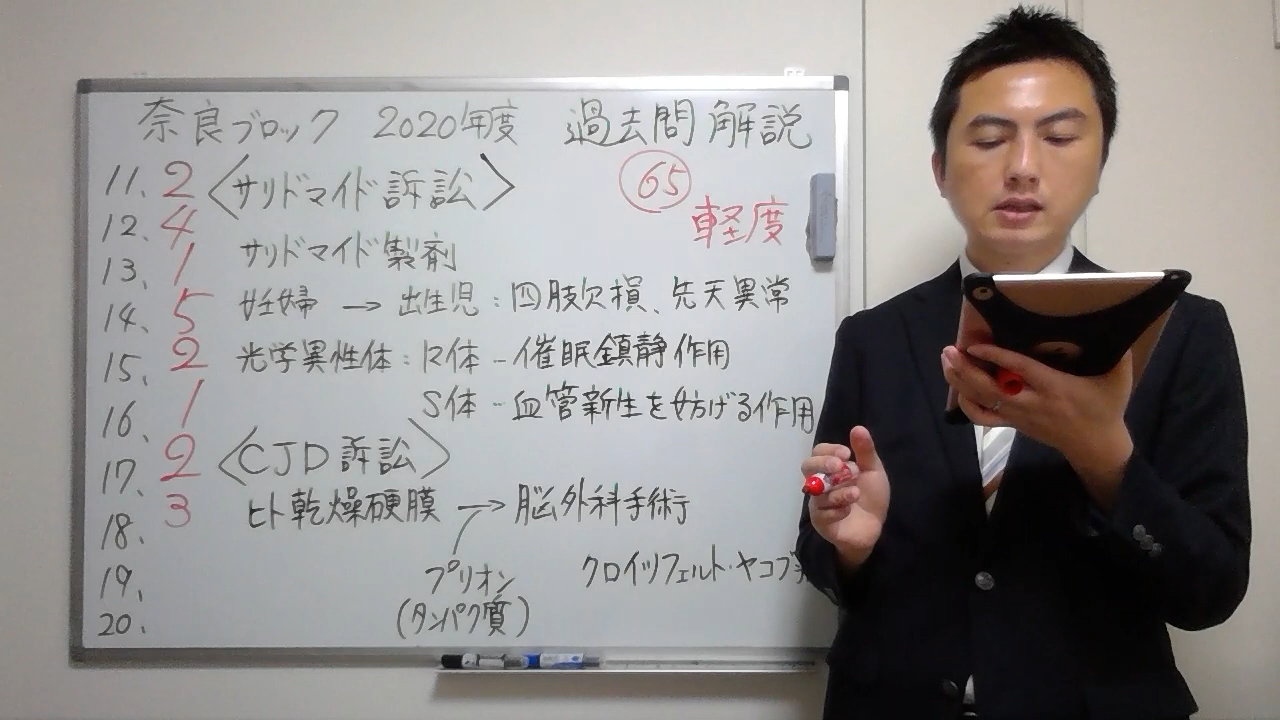 奈良ブロック 2020年度 過去問解説
11. 2 〈サリドマイド訴訟〉 65
12. 4 軽度
13. 1 サリドマイド製剤
14. 5 妊婦 → 出生児:四肢欠損、先天異常
15. 2 光学異性体:R体-催眠鎮静作用
16. 1 S体-血管新生を妨げる作用
17. 2 〈CJD訴訟〉
18. 3 ヒト乾燥硬膜 → 脳外科手術
19. プリオン クロイツフェルト・ヤコブ
20. (タンパク質)